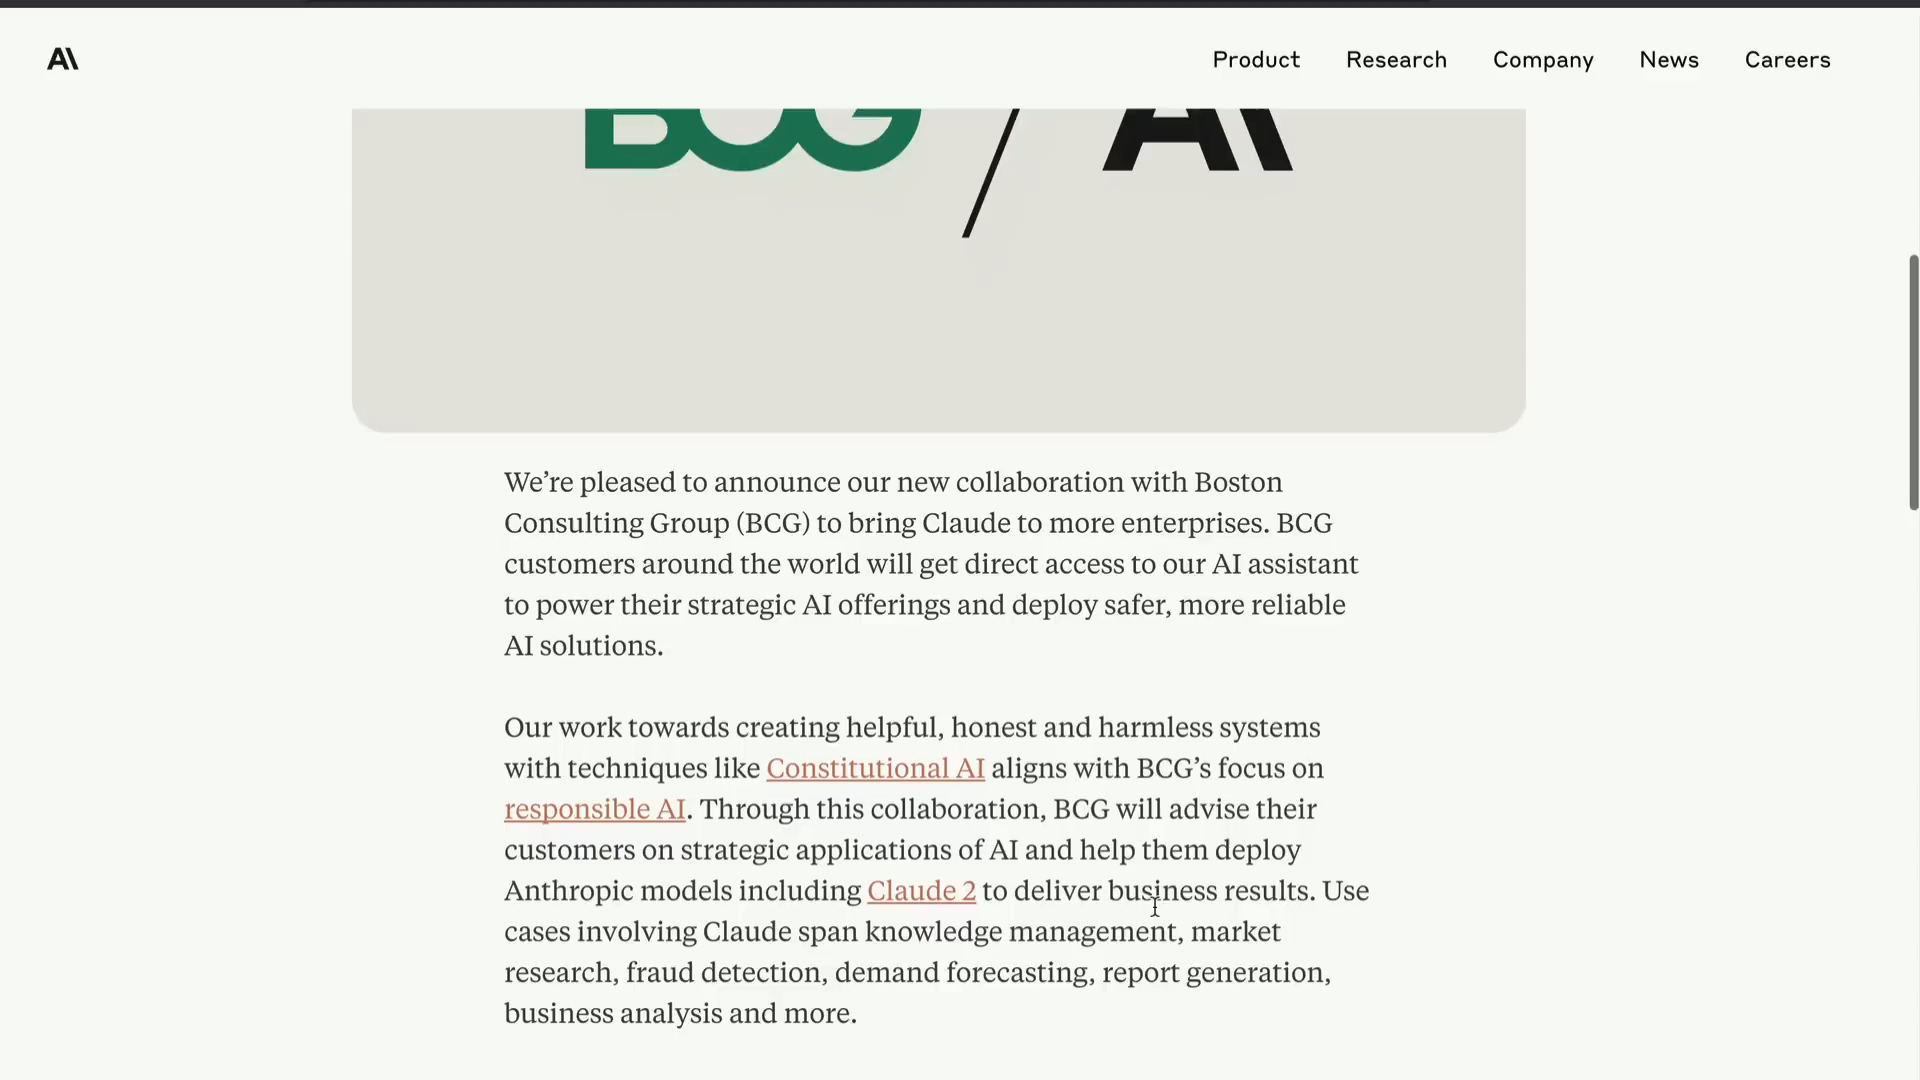 A\
Product Research Company News Careers
BCG / A\
We’re pleased to announce our new collaboration with Boston
Consulting Group (BCG) to bring Claude to more enterprises. BCG
customers around the world will get direct access to our AI assistant
to power their strategic AI offerings and deploy safer, more reliable
AI solutions.
Our work towards creating helpful, honest and harmless systems
with techniques like Constitutional AI aligns with BCG’s focus on
responsible AI. Through this collaboration, BCG will advise their
customers on strategic applications of AI and help them deploy
Anthropic models including Claude 2 to deliver business results. Use
cases involving Claude span knowledge management, market
research, fraud detection, demand forecasting, report generation,
business analysis and more.